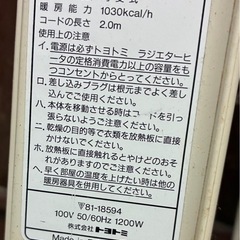 暖房能力　1030kcal/h
コードの長さ　2.0m
使用上の注意
イ．電源は必ずトヨトミ　ラジエターヒ
ータの定格消費電力以上の容量をも
つコンセントからとってください。
ロ．差し込みプラグは根元まで確実に差し
込んでください。
ハ．本体を移動させる時はコードを引っ
張らないようご注意ください。
ニ．乾燥の目的等で衣類を放熱板に直接
かけないでください。
ホ．放熱板に直接触れるとやけどのおそ
れがありますのでご注意ください。
ヘ．早く部屋の温度を上げたい時は他の
暖房器具を併用してください。
▽81-18594
100V 50/60Hz 1200W
株式会社 トヨトミ
Made in